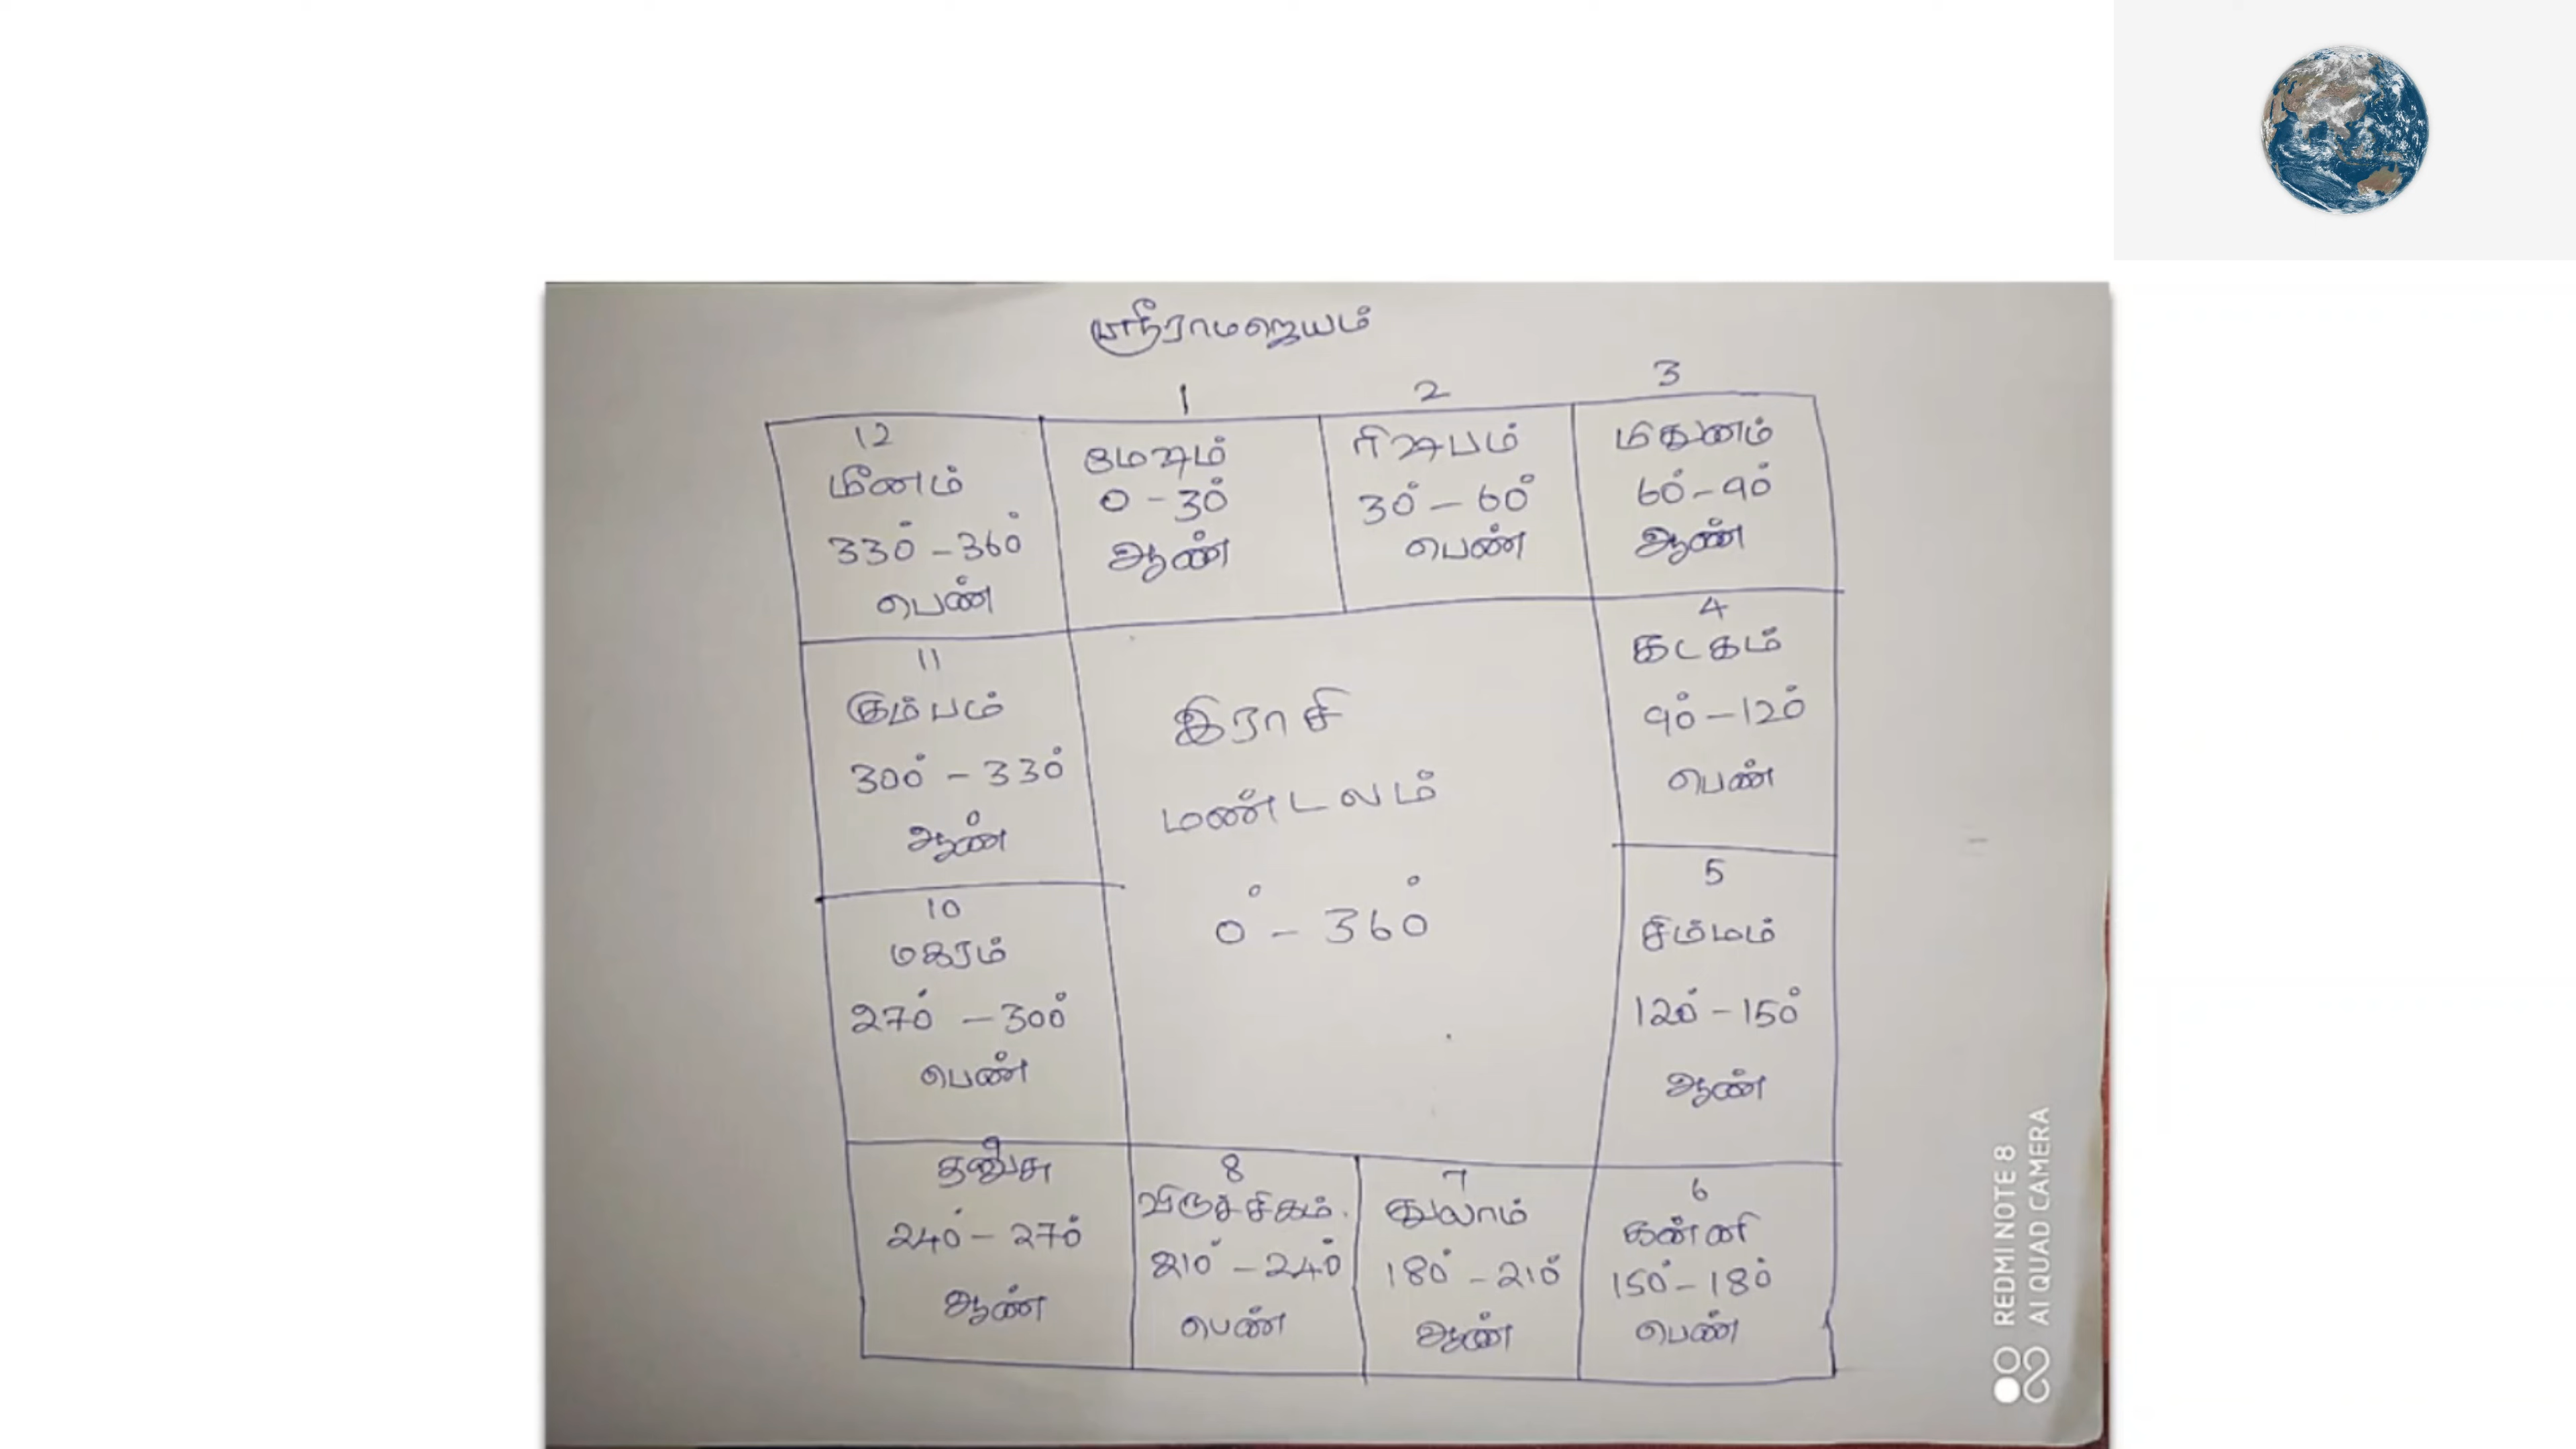 ஸ்ரீராமஜெயம்
1
2
3
12
மீனம்
330° - 360°
பெண்
மேஷம்
0 - 30°
ஆண்
ரிஷபம்
30° - 60°
பெண்
மிதுனம்
60° - 90°
ஆண்
11
கும்பம்
300° - 330°
ஆண்
இராசி
மண்டலம்
0° - 360°
4
கடகம்
90° - 120°
பெண்
10
மகரம்
270° - 300°
பெண்
5
சிம்மம்
120° - 150°
ஆண்
9
தனுசு
240° - 270°
ஆண்
8
விருச்சிகம்.
210° - 240°
பெண்
7
துலாம்
180° - 210°
ஆண்
6
கன்னி
150° - 180°
பெண்
REDMI NOTE 8
AI QUAD CAMERA